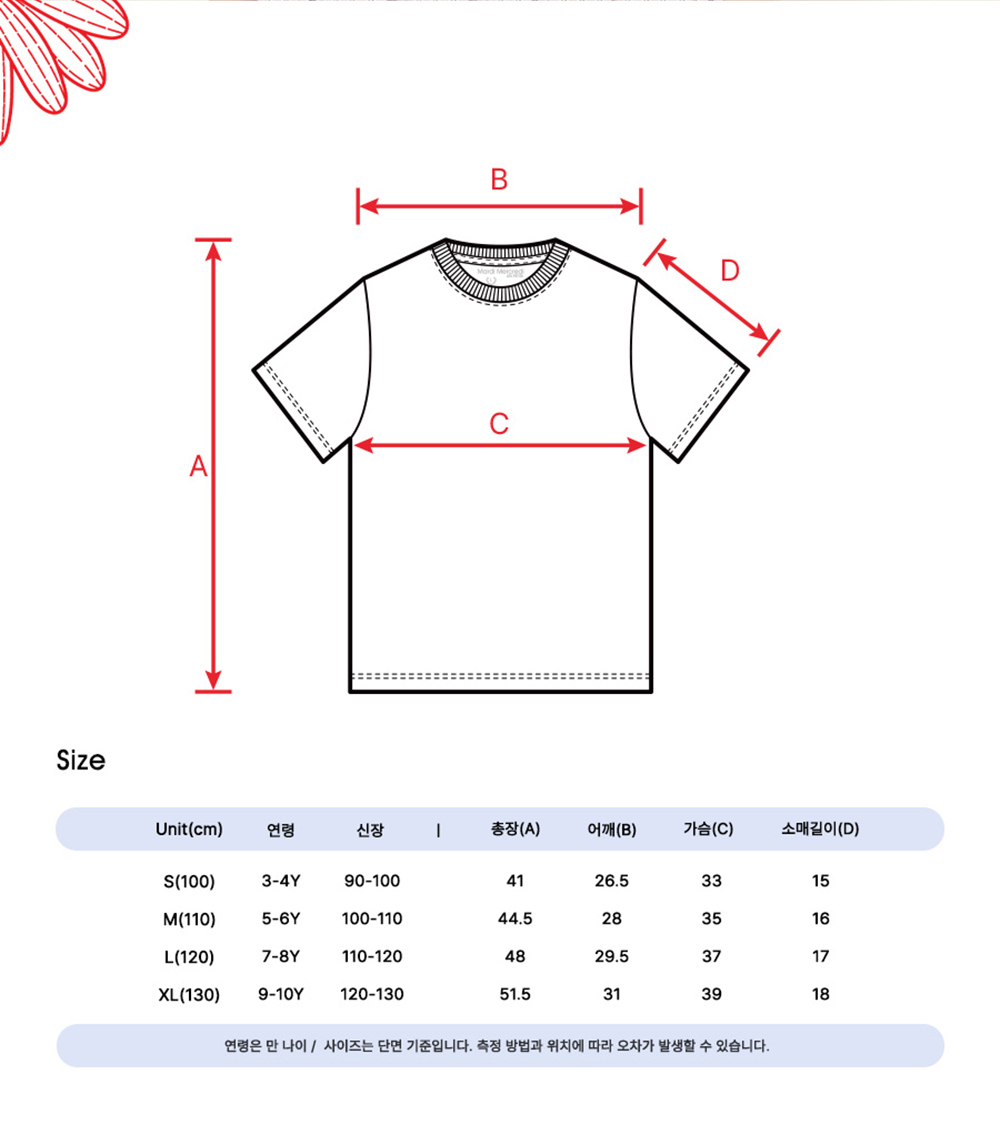 B
D
Mardi Mercredi
C
A
Size
Unit(cm) 연령 신장 | 총장(A) 어깨(B) 가슴(C) 소매길이(D)
S(100) 3-4Y 90-100 41 26.5 33 15
M(110) 5-6Y 100-110 44.5 28 35 16
L(120) 7-8Y 110-120 48 29.5 37 17
XL(130) 9-10Y 120-130 51.5 31 39 18
연령은 만 나이 / 사이즈는 단면 기준입니다. 측정 방법과 위치에 따라 오차가 발생할 수 있습니다.